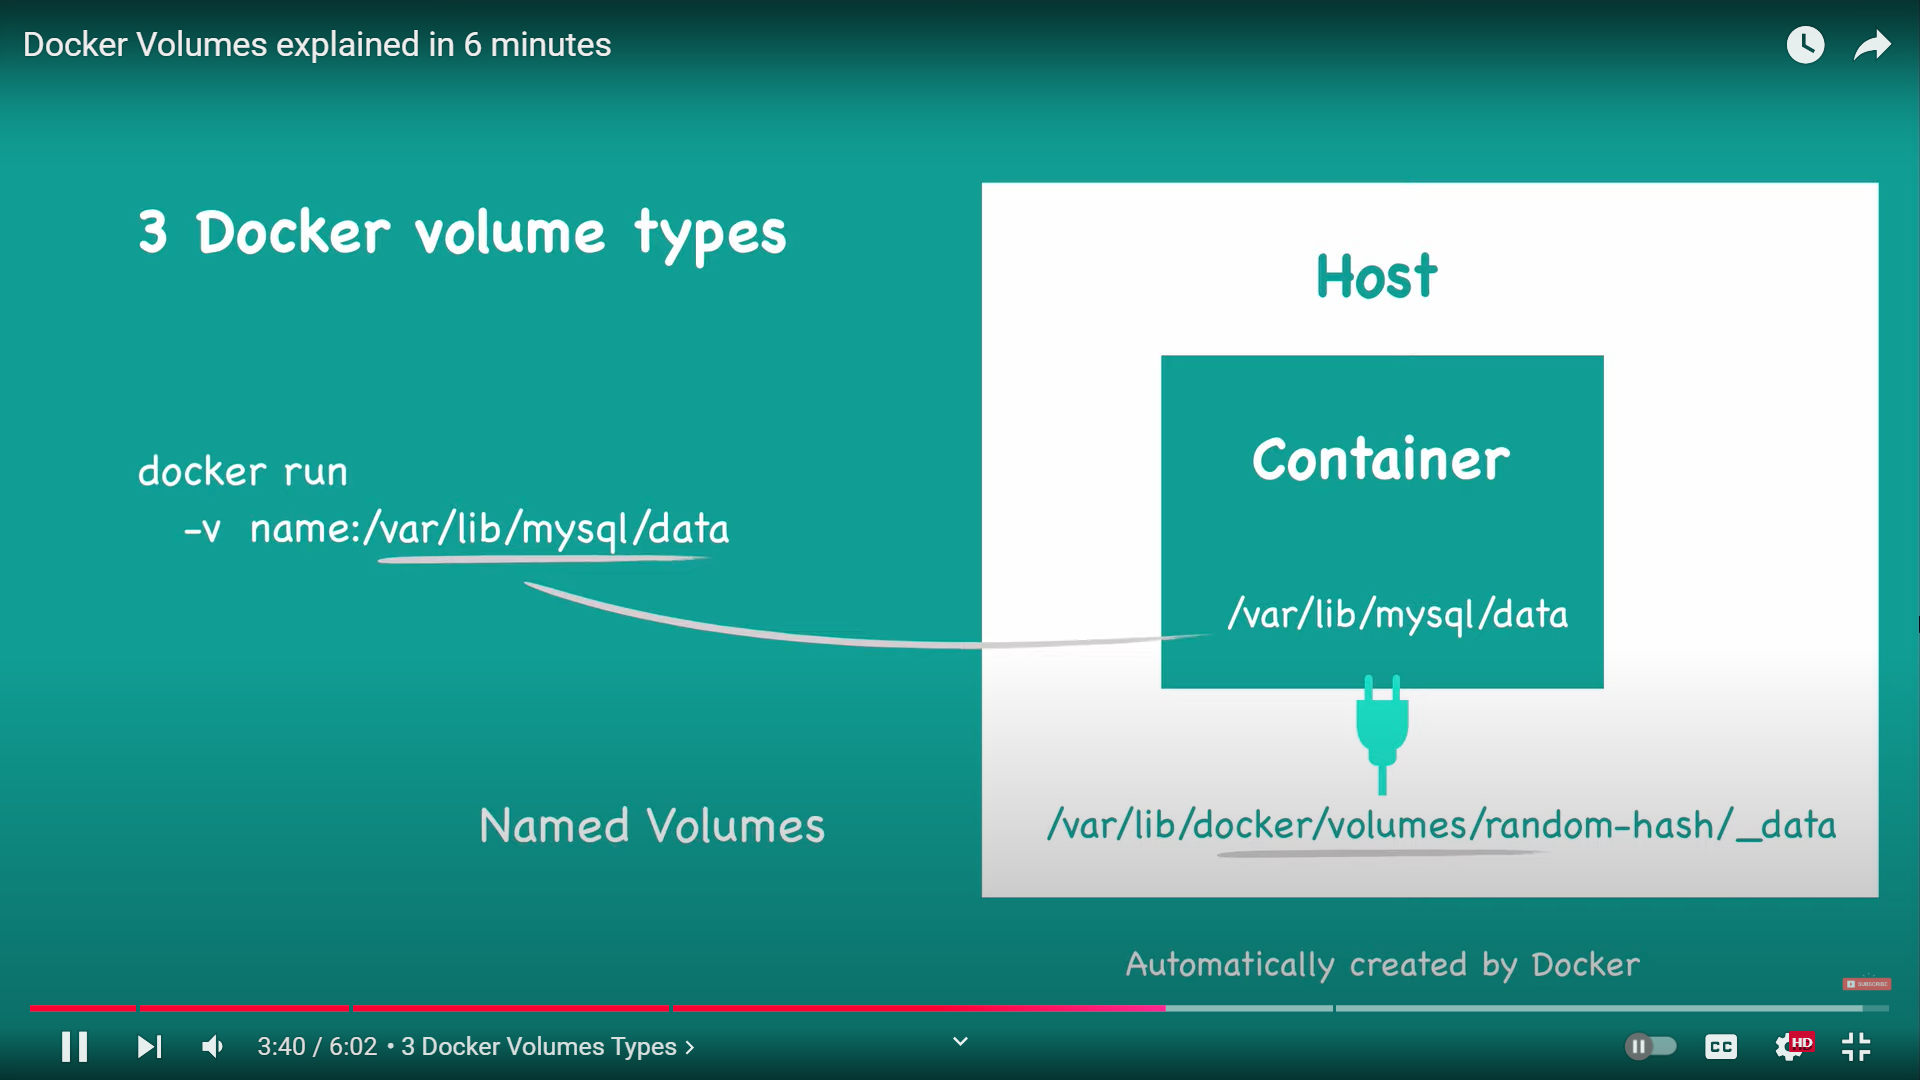 Docker Volumes explained in 6 minutes
3 Docker volume types
Host
Container
docker run
-v name:/var/lib/mysql/data
/var/lib/mysql/data
Named Volumes
/var/lib/docker/volumes/random-hash/_data
Automatically created by Docker
SUBSCRIBE
3:40 / 6:02 • 3 Docker Volumes Types >
CC
HD